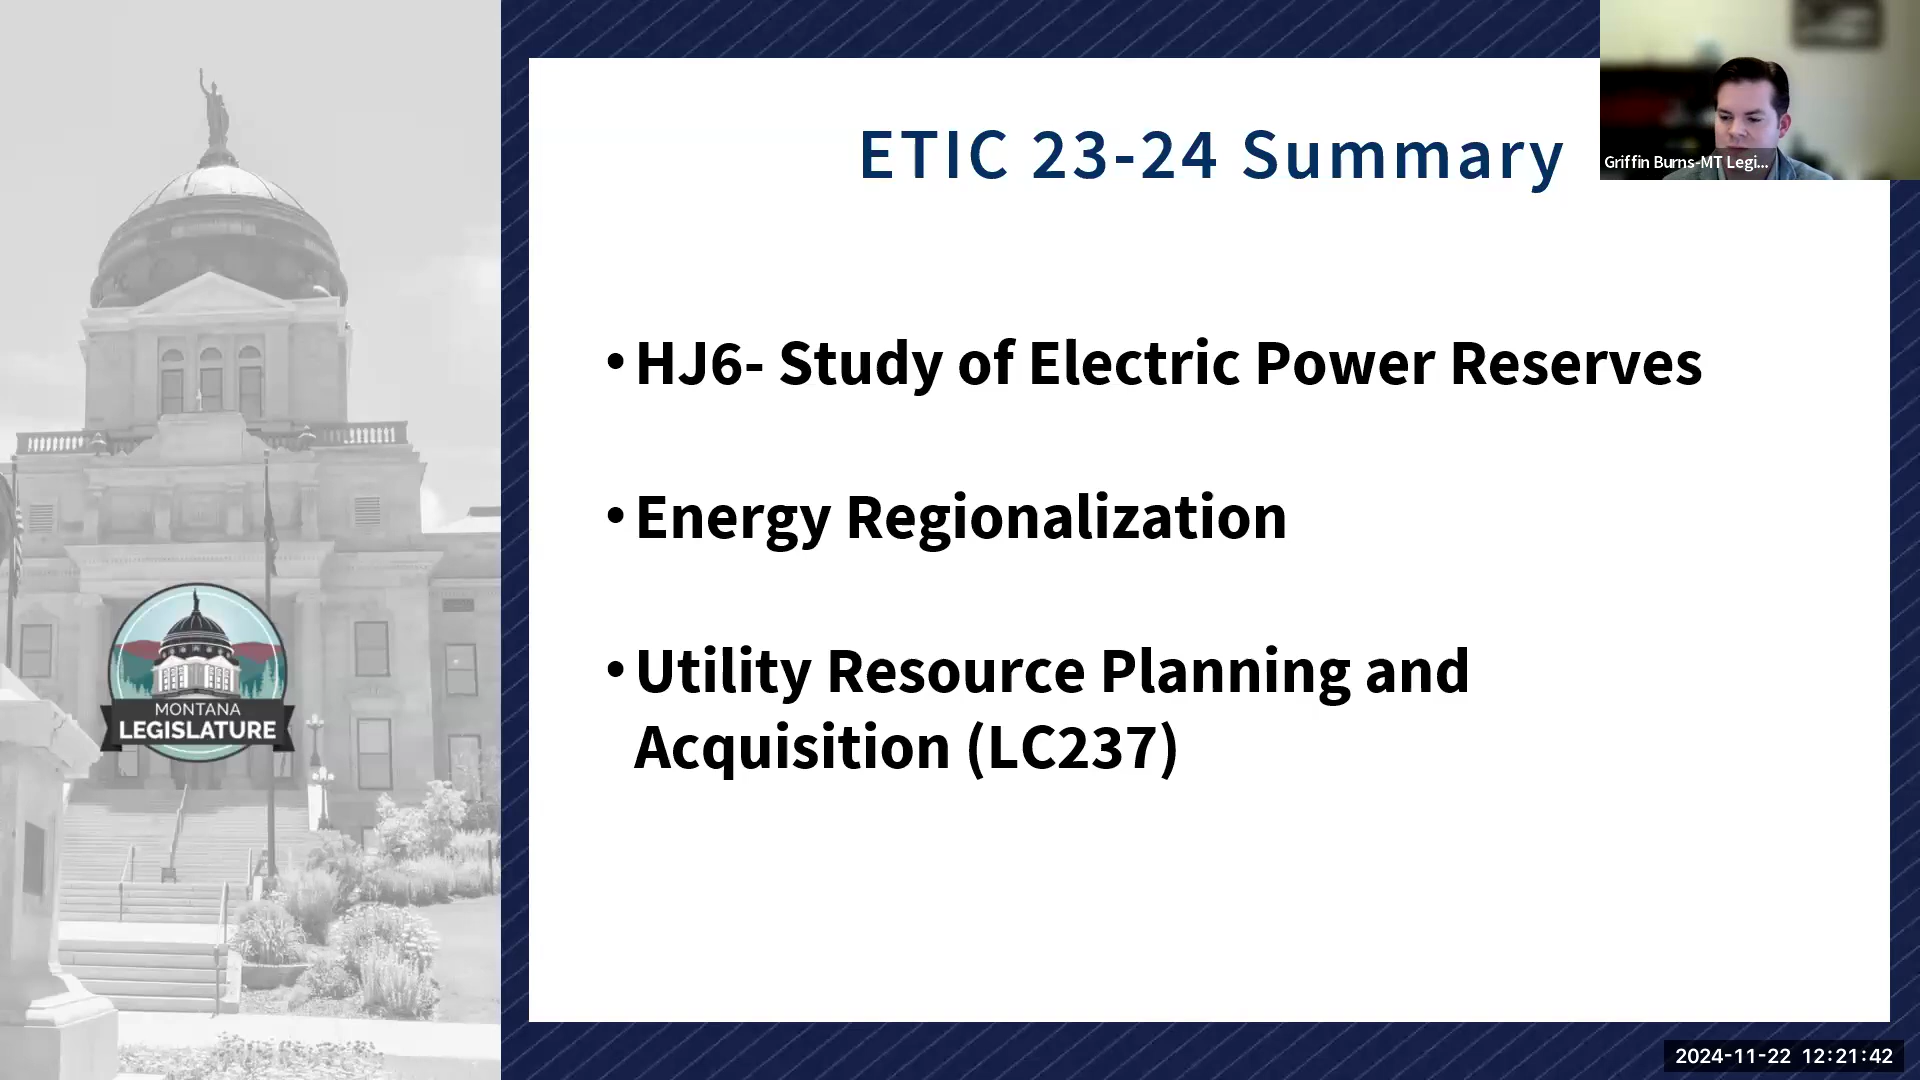 ETIC 23-24 Summary
Griffin Burns-MT Legi...
• HJ6- Study of Electric Power Reserves
• Energy Regionalization
• Utility Resource Planning and
Acquisition (LC237)
MONTANA
LEGISLATURE
2024-11-22 12:21:42